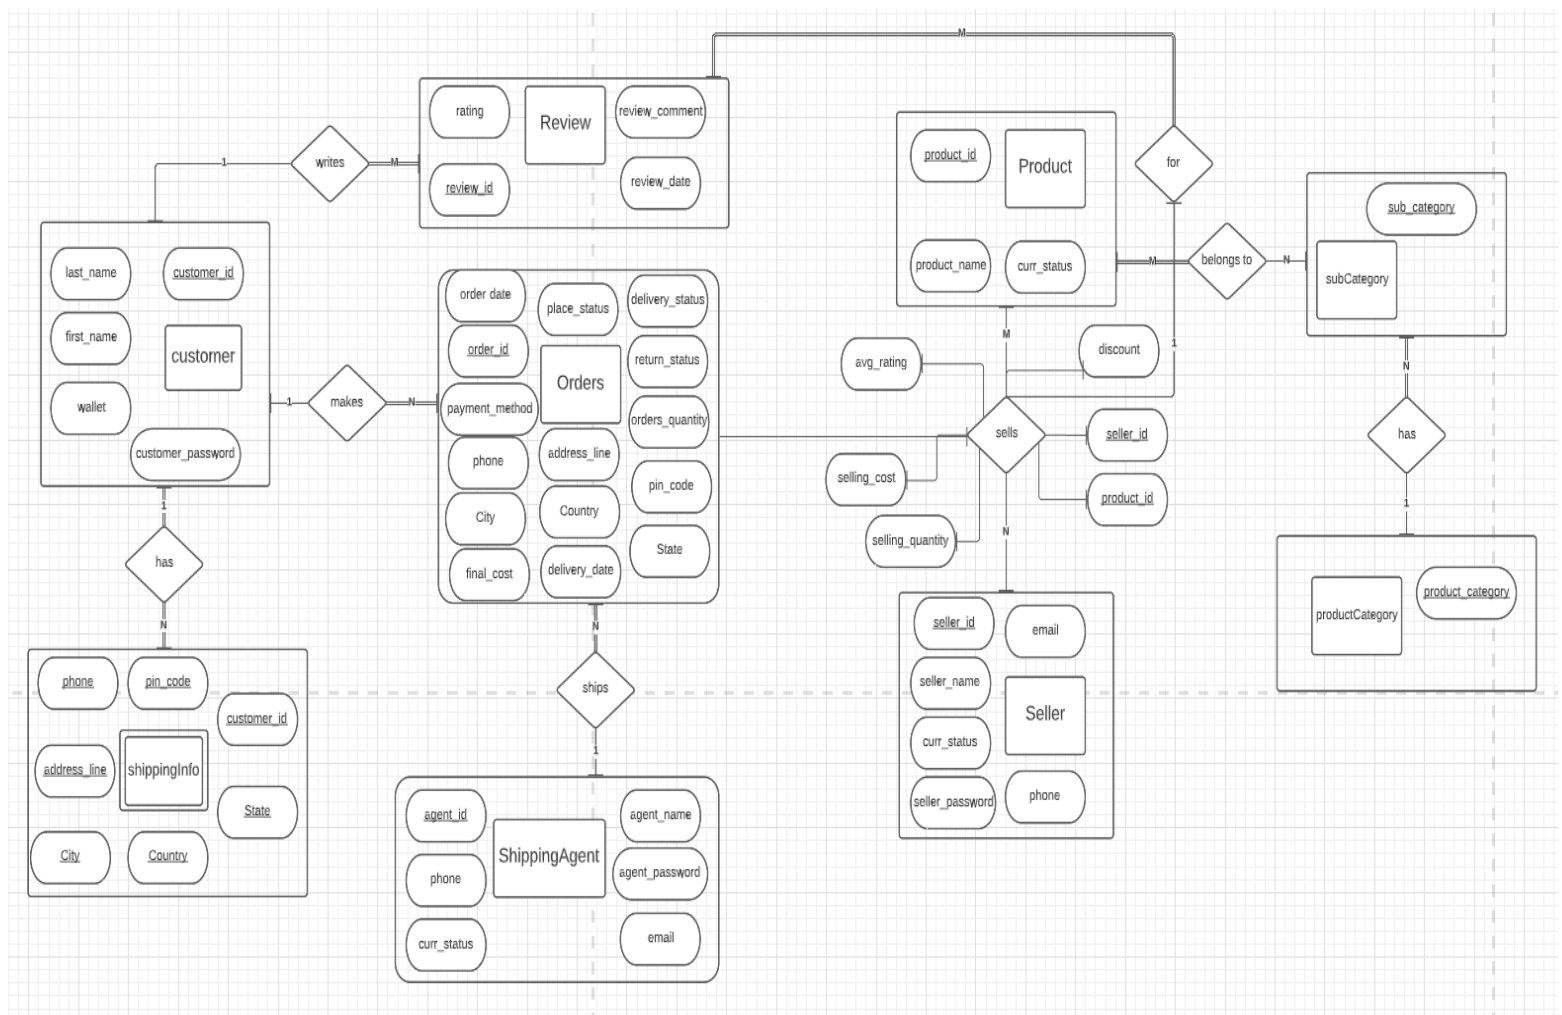 M
rating
Review
review_comment
review_id
review_date
1
writes
M
product_id
Product
product_name
curr_status
for
1
M
belongs to
N
sub_category
subCategory
last_name
customer_id
first_name
customer
wallet
customer_password
1
makes
N
order date
place_status
delivery_status
order_id
return_status
Orders
payment_method
orders_quantity
phone
address_line
pin_code
City
Country
State
final_cost
delivery_date
M
avg_rating
discount
sells
seller_id
selling_cost
product_id
selling_quantity
N
N
has
1
product_category
productCategory
1
has
N
phone
pin_code
customer_id
address_line
shippingInfo
State
City
Country
N
ships
1
agent_id
agent_name
ShippingAgent
phone
agent_password
curr_status
email
seller_id
email
seller_name
Seller
curr_status
seller_password
phone